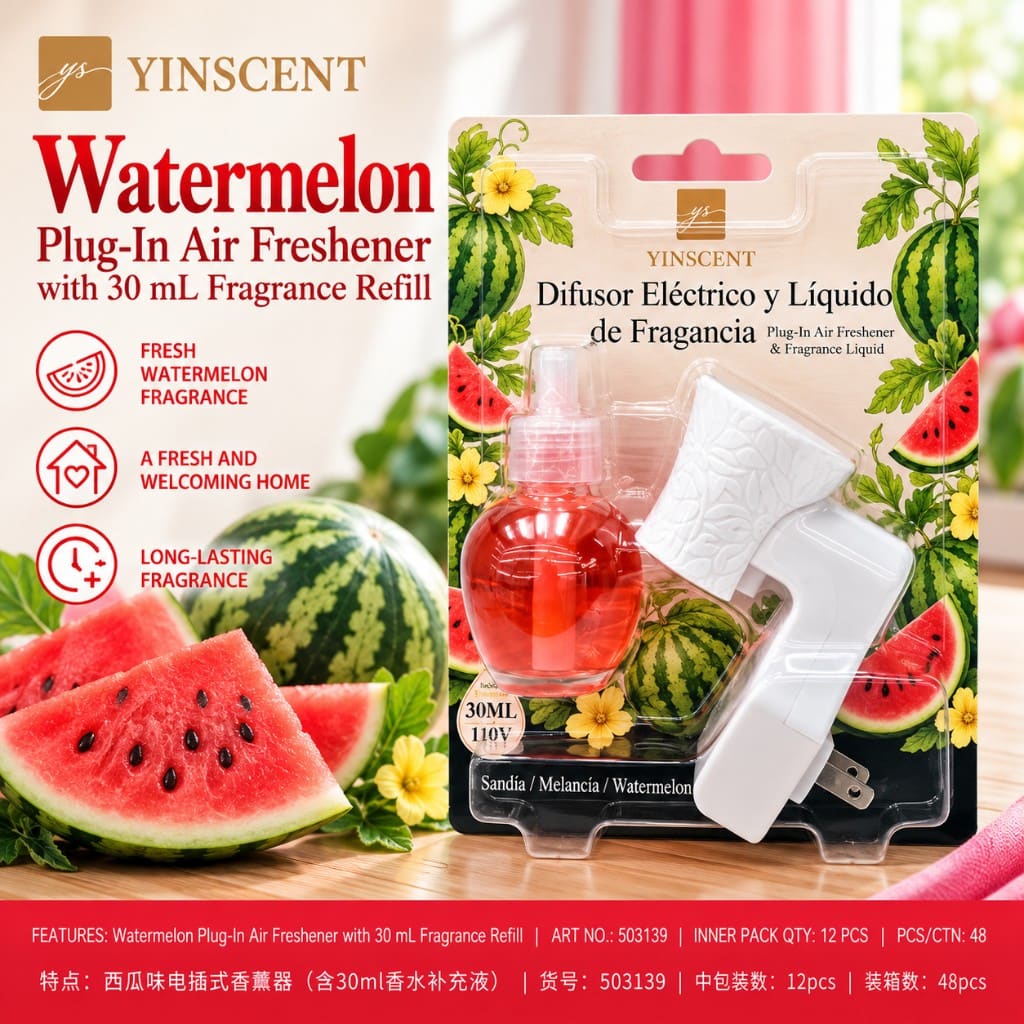 ys
YINSCENT
Watermelon
Plug-In Air Freshener
with 30 mL Fragrance Refill
FRESH
WATERMELON
FRAGRANCE
A FRESH AND
WELCOMING HOME
LONG-LASTING
FRAGRANCE
ys
YINSCENT
Difusor Eléctrico y Líquido
de Fragancia
Plug-In Air Freshener
& Fragrance Liquid
30ML
110V
Sandía / Melancía / Watermelon
FEATURES: Watermelon Plug-In Air Freshener with 30 mL Fragrance Refill | ART NO.: 503139 | INNER PACK QTY: 12 PCS | PCS/CTN: 48
特点：西瓜味电插式香薰器（含30ml香水补充液） | 货号：503139 | 中包装数：12pcs | 装箱数：48pcs